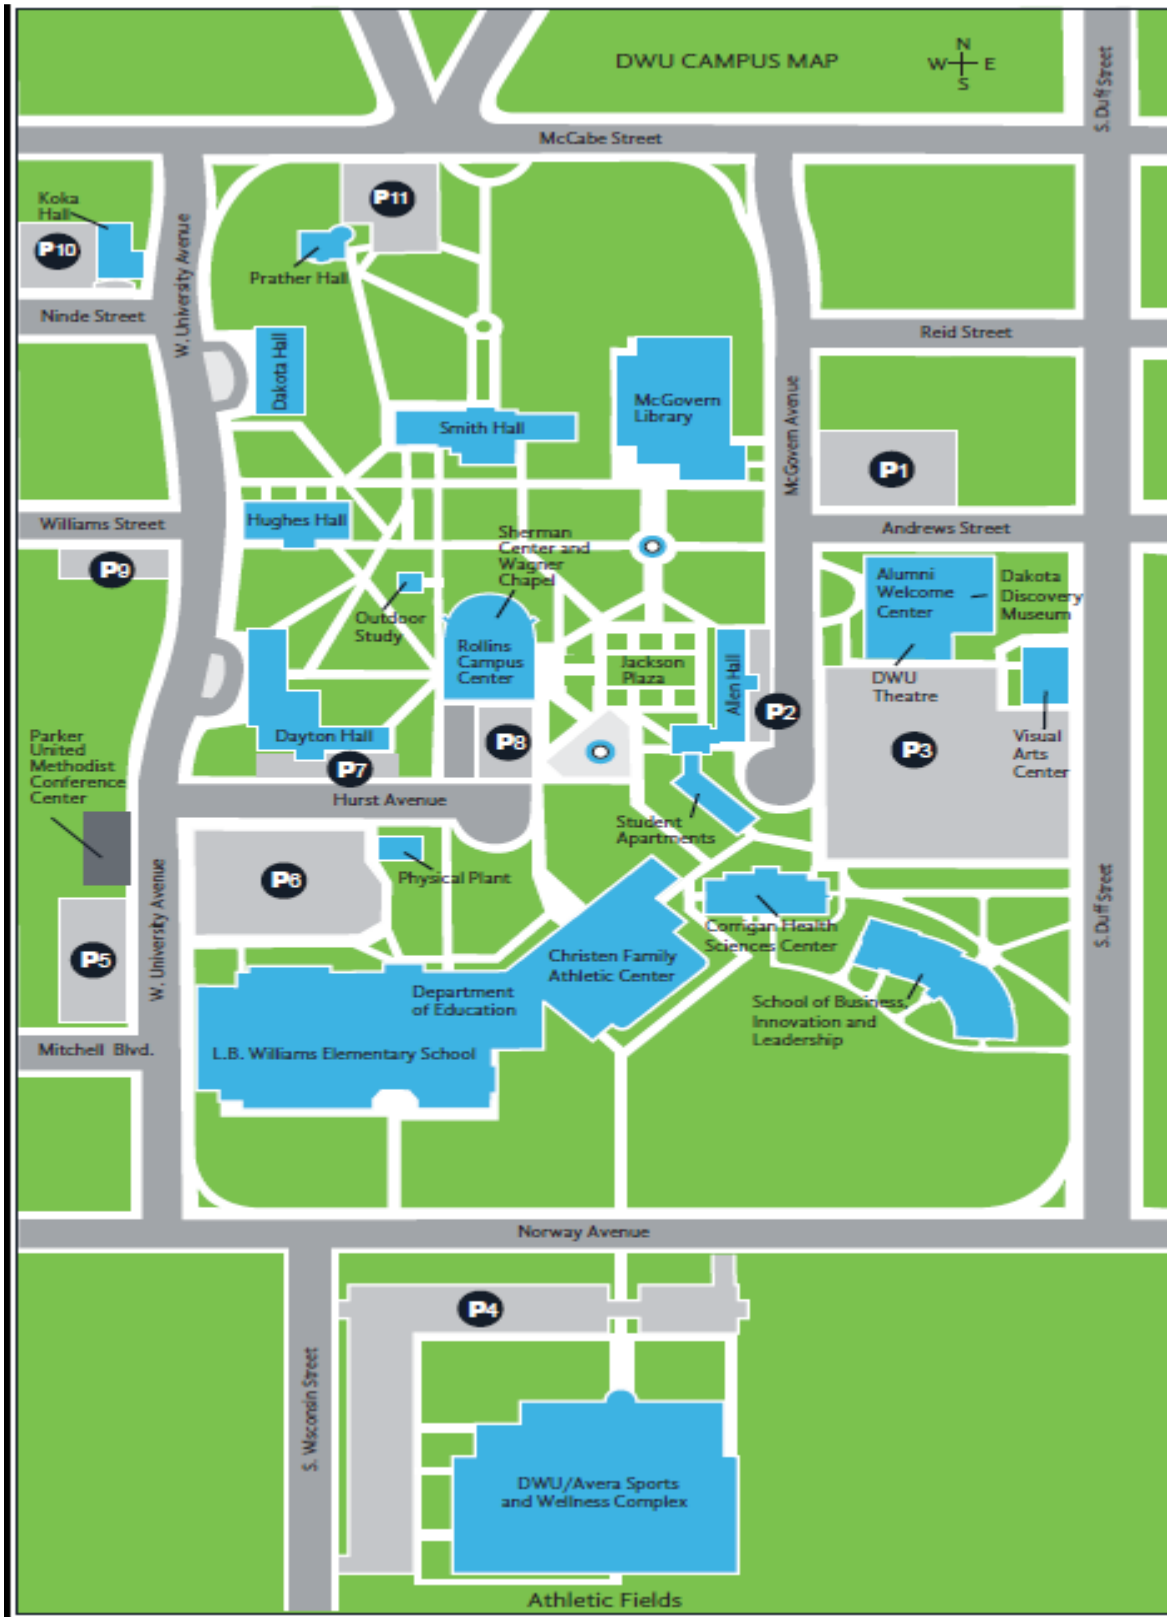 DWU CAMPUS MAP
N
W E
S
S. Duff Street
McCabe Street
Koka
Hall
P10
P11
Prather Hall
W. University Avenue
Ninde Street
Reid Street
Dakota Hall
Smith Hall
McGovern
Library
McGovern Avenue
P1
Williams Street
Hughes Hall
Andrews Street
Sherman
Center and
Wagner
Chapel
P9
Outdoor
Study
Alumni
Welcome
Center
Dakota
Discovery
Museum
Rollins
Campus
Center
Jackson
Plaza
Allen Hall
DWU
Theatre
P2
Visual
Arts
Center
P3
Parker
United
Methodist
Conference
Center
Dayton Hall
P7
P8
Hurst Avenue
Student
Apartments
Physical Plant
P6
W. University Avenue
S. Duff Street
P5
Corrigan Health
Sciences Center
Christen Family
Athletic Center
Department
of Education
School of Business,
Innovation and
Leadership
Mitchell Blvd.
L.B. Williams Elementary School
Norway Avenue
P4
S. Wisconsin Street
DWU/Avera Sports
and Wellness Complex
Athletic Fields